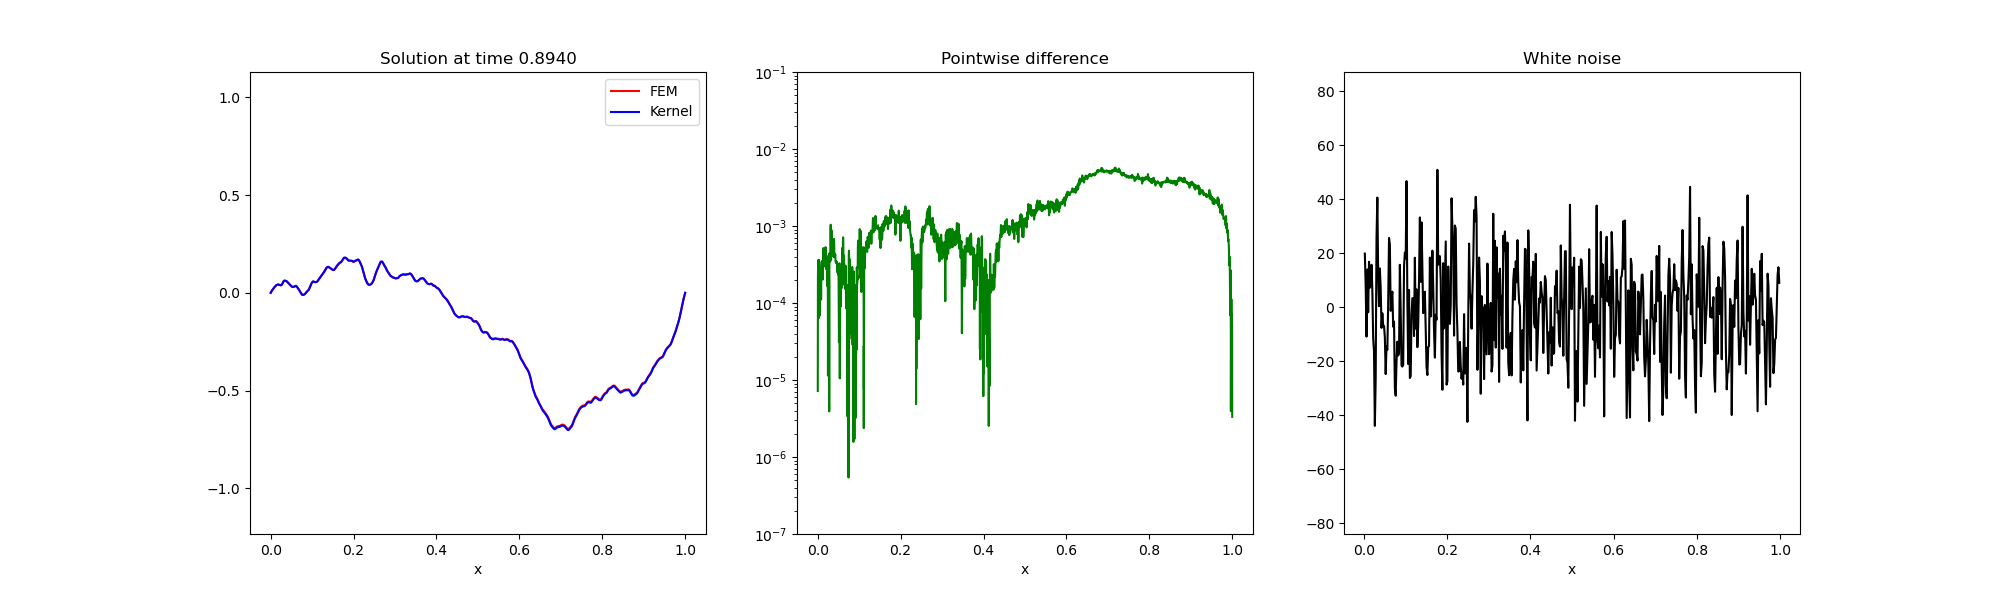 Solution at time 0.8940
1.0
0.5
0.0
−0.5
−1.0
FEM
Kernel
0.0 0.2 0.4 0.6 0.8 1.0
x
Pointwise difference
10⁻¹
10⁻²
10⁻³
10⁻⁴
10⁻⁵
10⁻⁶
10⁻⁷
0.0 0.2 0.4 0.6 0.8 1.0
x
White noise
80
60
40
20
0
−20
−40
−60
−80
0.0 0.2 0.4 0.6 0.8 1.0
x